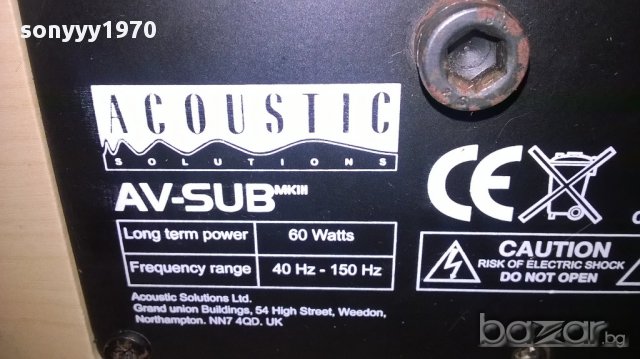 sonyyy1970
ACOUSTIC
SOLUTIONS
AV-SUB MKIII
Long term power 60 Watts
Frequency range 40 Hz - 150 Hz
Acoustic Solutions Ltd.
Grand union Buildings, 54 High Street, Weedon,
Northampton. NN7 4QD. UK
CE
CAUTION
RISK OF ELECTRIC SHOCK
DO NOT OPEN
bazar.bg